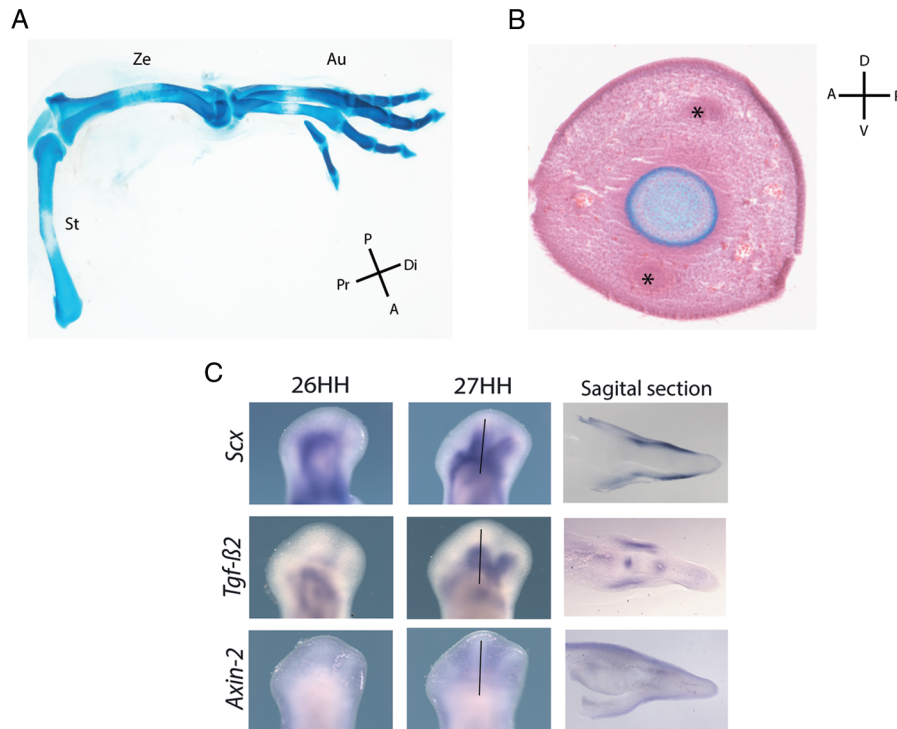 A
Ze
Au
St
P
Di
Pr
A
B
*
*
D
A
P
V
C
26HH
27HH
Sagital section
Scx
Tgf-ß2
Axin-2